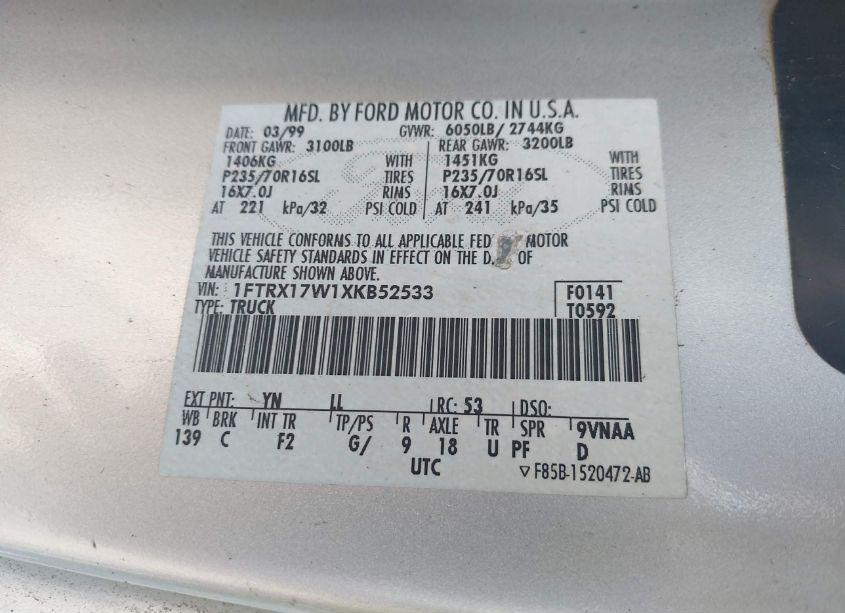 MFD. BY FORD MOTOR CO. IN U.S.A.
DATE: 03/99 GVWR: 6050LB/ 2744KG
FRONT GAWR: 3100LB REAR GAWR: 3200LB
1406KG WITH 1451KG WITH
P235/70R16SL TIRES P235/70R16SL TIRES
16X7.0J RIMS 16X7.0J RIMS
AT 221 kPa/32 PSI COLD AT 241 kPa/35 PSI COLD
THIS VEHICLE CONFORMS TO ALL APPLICABLE FED MOTOR
VEHICLE SAFETY STANDARDS IN EFFECT ON THE D OF
MANUFACTURE SHOWN ABOVE.
VIN: 1FTRX17W1XKB52533 F0141
TYPE: TRUCK T0592
EXT PNT: YN LL RC: 53 DSO:
WB BRK INT TR TP/PS R AXLE TR SPR 9VNAA
139 C F2 G/ 9 18 U PF D
UTC ▽ F85B-1520472-AB